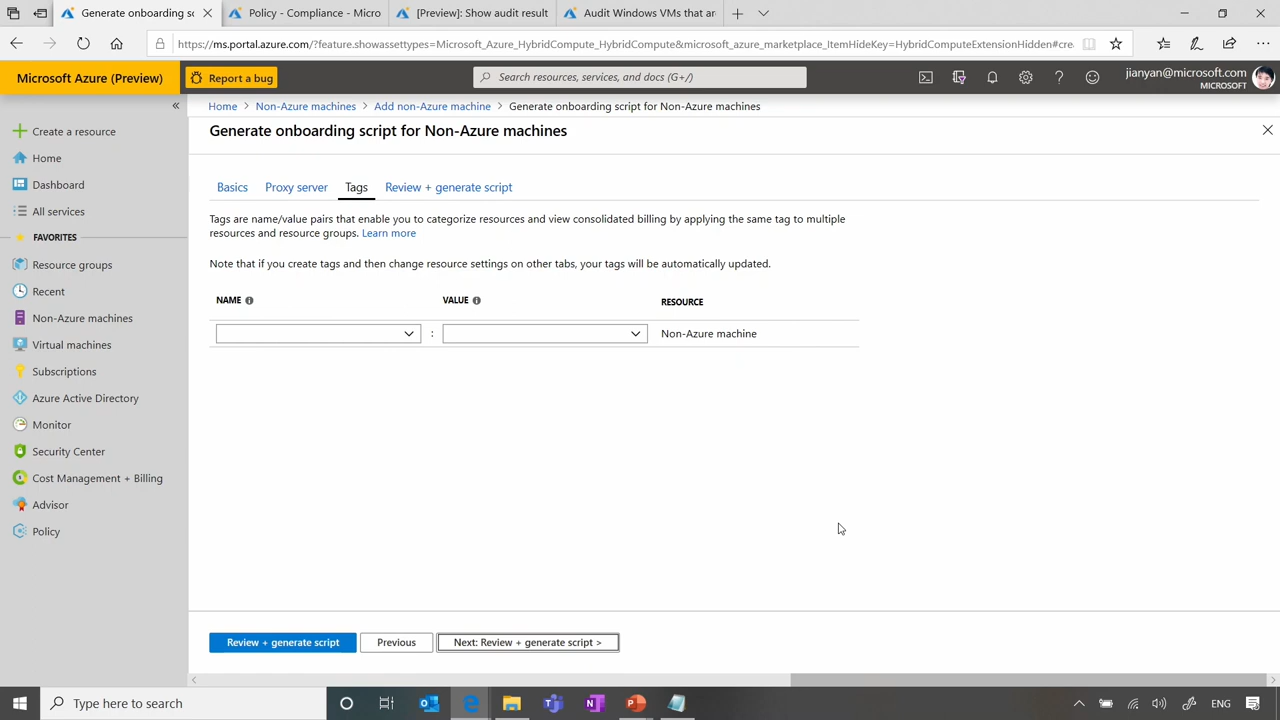 Generate onboarding sc
Policy - Compliance - Micro
[Preview]: Show audit result
Audit Windows VMs that ar
https://ms.portal.azure.com/?feature.showassettypes=Microsoft_Azure_HybridCompute_HybridCompute&microsoft_azure_marketplace_ItemHideKey=HybridComputeExtensionHidden#cre
Microsoft Azure (Preview)
Report a bug
Search resources, services, and docs (G+/)
jianyan@microsoft.com
MICROSOFT
Home > Non-Azure machines > Add non-Azure machine > Generate onboarding script for Non-Azure machines
Generate onboarding script for Non-Azure machines
Create a resource
Home
Dashboard
All services
FAVORITES
Resource groups
Recent
Non-Azure machines
Virtual machines
Subscriptions
Azure Active Directory
Monitor
Security Center
Cost Management + Billing
Advisor
Policy
Basics
Proxy server
Tags
Review + generate script
Tags are name/value pairs that enable you to categorize resources and view consolidated billing by applying the same tag to multiple
resources and resource groups. Learn more
Note that if you create tags and then change resource settings on other tabs, your tags will be automatically updated.
NAME
VALUE
RESOURCE
:
Non-Azure machine
Review + generate script
Previous
Next: Review + generate script >
Type here to search
ENG